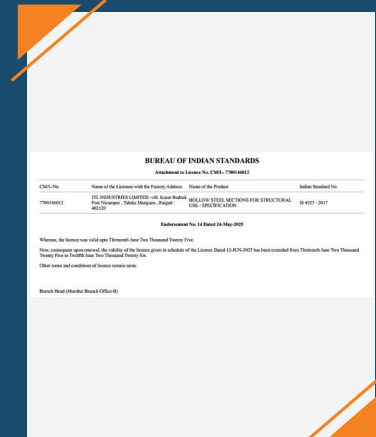 BUREAU OF INDIAN STANDARDS
Attachment to Licence No. CM/L- 7700146012
CM/L-No Name of the Licensee with the Factory Address Name of the Product Indian Standard No.
7700146012 JTL INDUSTRIES LIMITED -vill. Koste Budruk HOLLOW STEEL SECTIONS FOR STRUCTURAL IS 4923 : 2017
Post Nizampur , Taluka Mangaon , Raigad - USE - SPECIFICATION
402120
Endorsement No. 14 Dated 24-May-2025
Whereas, the licence was valid upto Thirteenth June Two Thousand Twenty Five.
Now, consequent upon renewal, the validity of the licence given in schedule of the Licence Dated 13-JUN-2025 has been extended from Thirteenth June Two Thousand
Twenty Five to Twelfth June Two Thousand Twenty Six
Other terms and conditions of licence remain same.
Branch Head (Mumbai Branch Office-II)